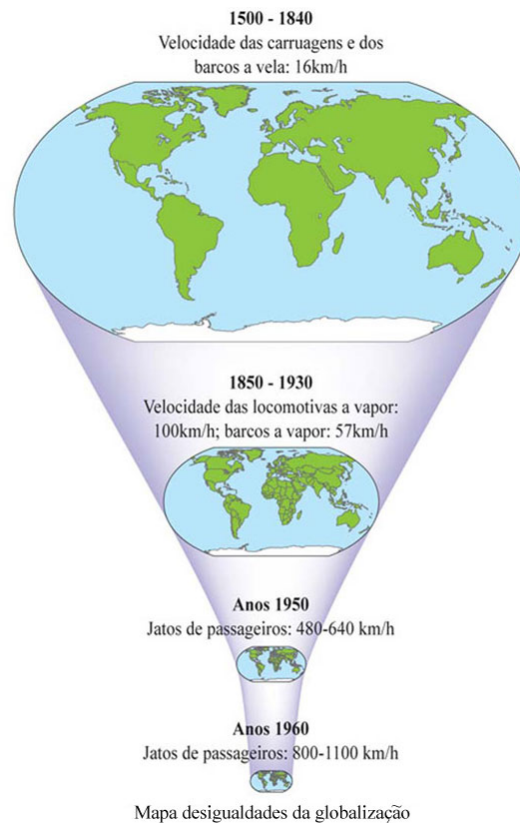 1500 - 1840
Velocidade das carruagens e dos
barcos a vela: 16km/h
1850 - 1930
Velocidade das locomotivas a vapor:
100km/h; barcos a vapor: 57km/h
Anos 1950
Jatos de passageiros: 480-640 km/h
Anos 1960
Jatos de passageiros: 800-1100 km/h
Mapa desigualdades da globalização